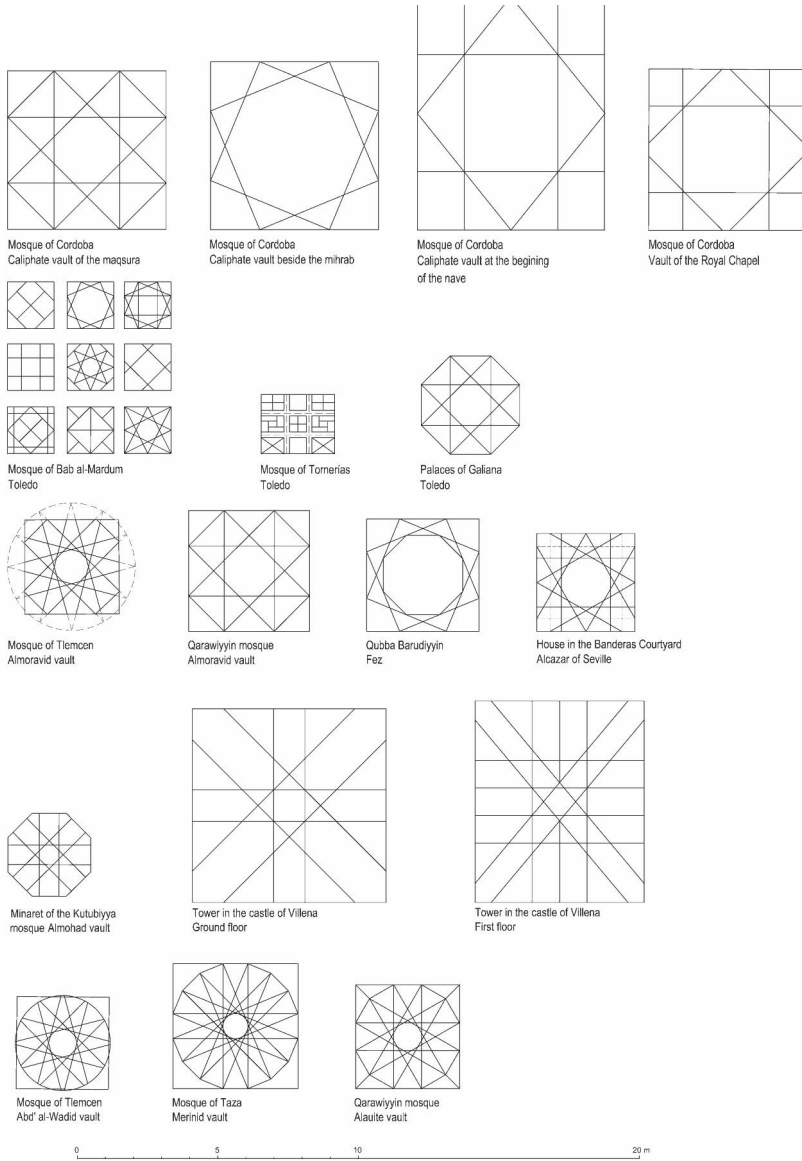 Mosque of Cordoba
Caliphate vault of the maqsura
Mosque of Cordoba
Caliphate vault beside the mihrab
Mosque of Cordoba
Caliphate vault at the begining
of the nave
Mosque of Cordoba
Vault of the Royal Chapel
Mosque of Bab al-Mardum
Toledo
Mosque of Tornerias
Toledo
Palaces of Galiana
Toledo
Mosque of Tlemcen
Almoravid vault
Qarawiyyin mosque
Almoravid vault
Qubba Barudiyyin
Fez
House in the Banderas Courtyard
Alcazar of Seville
Minaret of the Kutubiyya
mosque Almohad vault
Tower in the castle of Villena
Ground floor
Tower in the castle of Villena
First floor
Mosque of Tlemcen
Abd' al-Wadid vault
Mosque of Taza
Merinid vault
Qarawiyyin mosque
Alauite vault
0 5 10 20 m